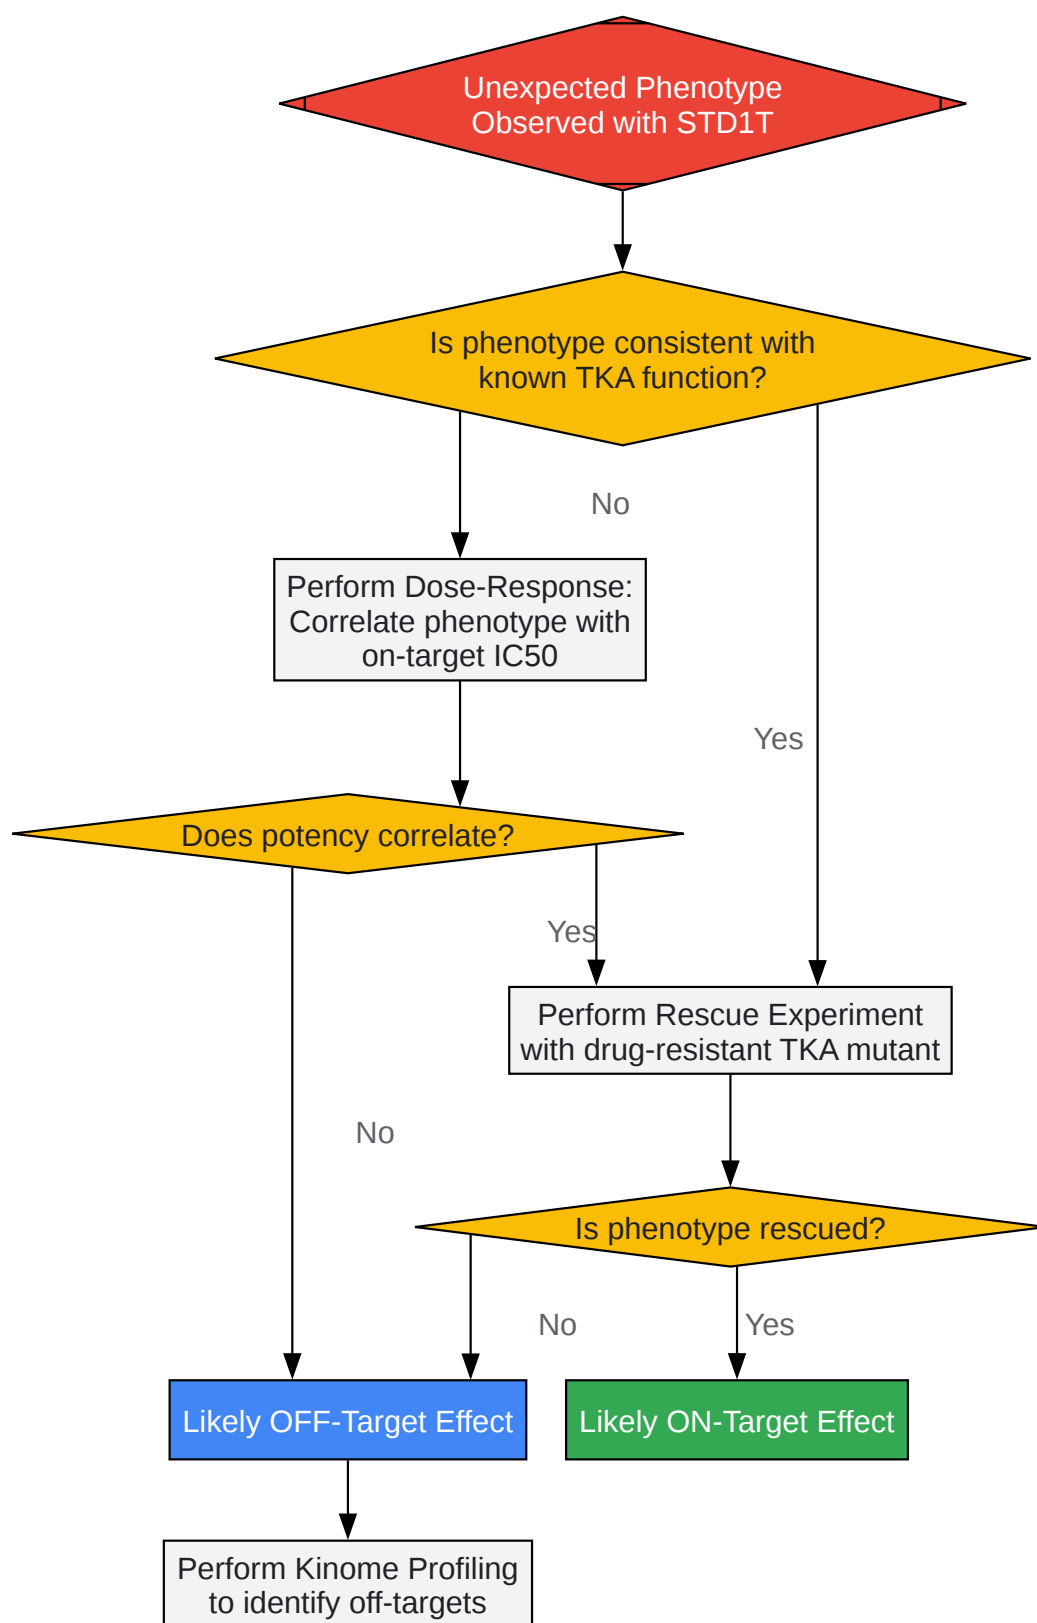 Unexpected Phenotype
Observed with STD1T
Is phenotype consistent with
known TKA function?
No
Perform Dose-Response:
Correlate phenotype with
on-target IC50
Yes
Does potency correlate?
Yes
Perform Rescue Experiment
with drug-resistant TKA mutant
No
Is phenotype rescued?
No
Yes
Likely OFF-Target Effect
Likely ON-Target Effect
Perform Kinome Profiling
to identify off-targets